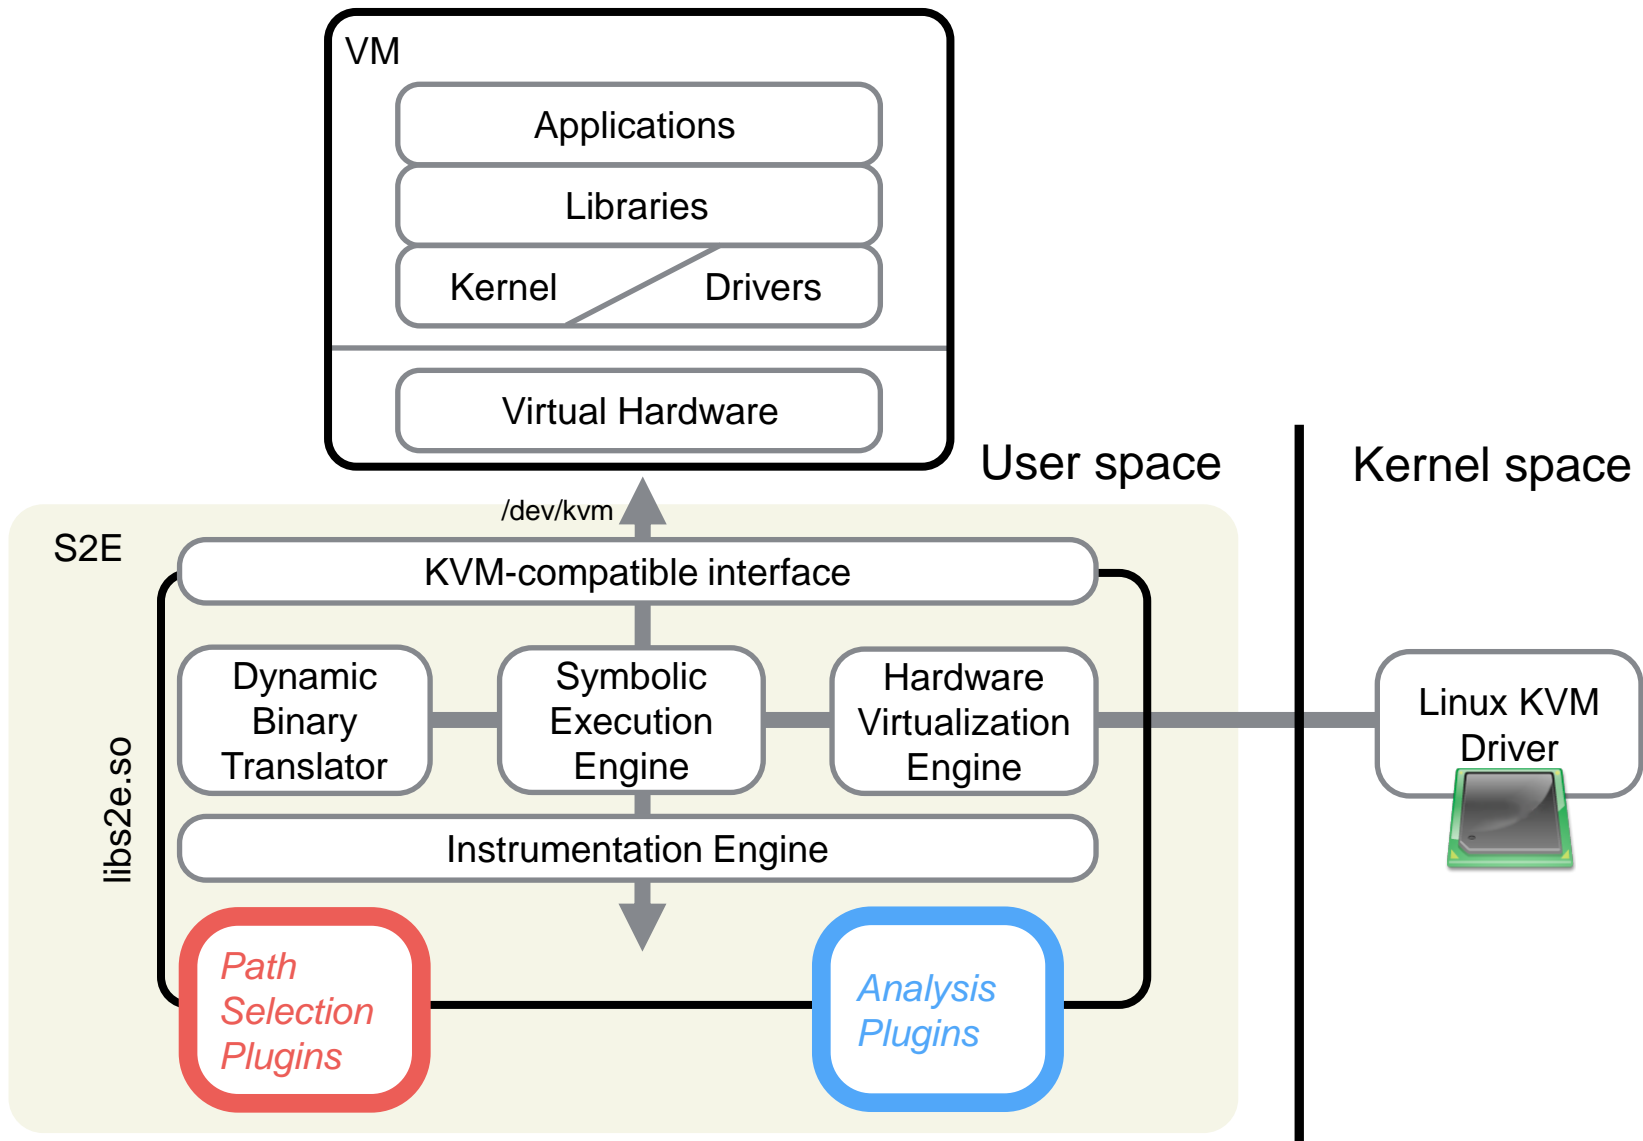 VM
Applications
Libraries
Kernel
Drivers
Virtual Hardware
User space
Kernel space
/dev/kvm
S2E
KVM-compatible interface
Dynamic
Binary
Translator
Symbolic
Execution
Engine
Hardware
Virtualization
Engine
Linux KVM
Driver
libs2e.so
Instrumentation Engine
Path
Selection
Plugins
Analysis
Plugins